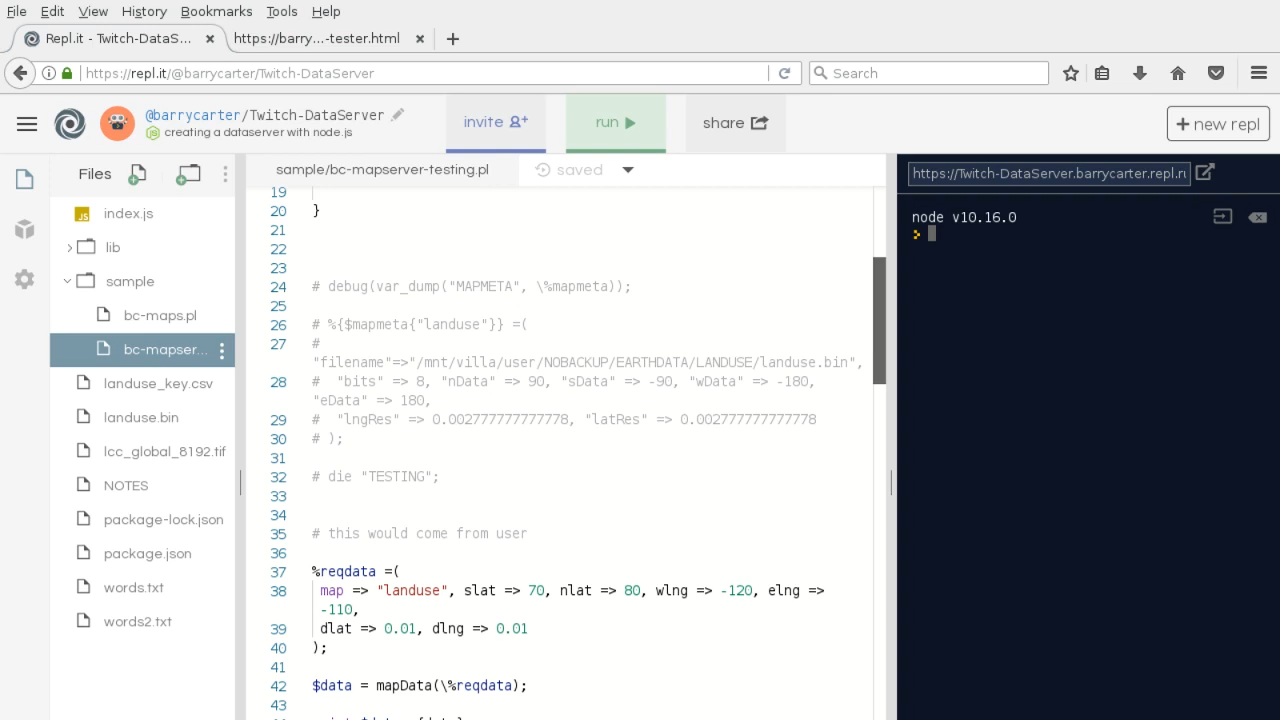 File Edit View History Bookmarks Tools Help
Repl.it - Twitch-DataS... https://barry...-tester.html
https://repl.it/@barrycarter/Twitch-DataServer Search
@barrycarter/Twitch-DataServer
creating a dataserver with node.js
invite run share + new repl
Files
sample/bc-mapserver-testing.pl saved
https://Twitch-DataServer.barrycarter.repl.ru
index.js
lib
sample
bc-maps.pl
bc-mapser...
landuse_key.csv
landuse.bin
lcc_global_8192.tif
NOTES
package-lock.json
package.json
words.txt
words2.txt
19
20 }
21
22
23
24 # debug(var_dump("MAPMETA", \%mapmeta));
25
26 # %{$mapmeta{"landuse"}} =(
27 #
"filename"=>"/mnt/villa/user/NOBACKUP/EARTHDATA/LANDUSE/landuse.bin",
28 #  "bits" => 8, "nData" => 90, "sData" => -90, "wData" => -180,
"eData" => 180,
29 #  "lngRes" => 0.002777777777778, "latRes" => 0.002777777777778
30 # );
31
32 # die "TESTING";
33
34
35 # this would come from user
36
37 %reqdata =(
38 map => "landuse", slat => 70, nlat => 80, wlng => -120, elng =>
-110,
39 dlat => 0.01, dlng => 0.01
40 );
41
42 $data = mapData(\%reqdata);
43
node v10.16.0
>